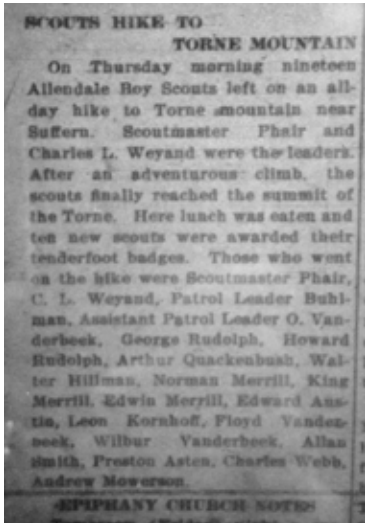 SCOUTS HIKE TO
TORNE MOUNTAIN
On Thursday morning nineteen
Allendale Boy Scouts left on an all-
day hike to Torne mountain near
Suffern. Scoutmaster Phair and
Charles L. Weyand were the leaders.
After an adventurous climb, the
scouts finally reached the summit of
the Torne. Here lunch was eaten and
ten new scouts were awarded their
tenderfoot badges. Those who went
on the hike were Scoutmaster Phair,
C. L. Weyand, Patrol Leader Buhl-
man, Assistant Patrol Leader O. Van-
derbeek, George Rudolph, Howard
Rudolph, Arthur Quackenbush, Wal-
ter Hillman, Norman Merrill, King
Merrill, Edwin Merrill, Edward Aus-
tin, Leon Kornhoff, Floyd Vander-
beek, Wilbur Vanderbeek, Allan
Smith, Preston Asten, Charles Webb,
Andrew Mowerson.
EPIPHANY CHURCH NOTES